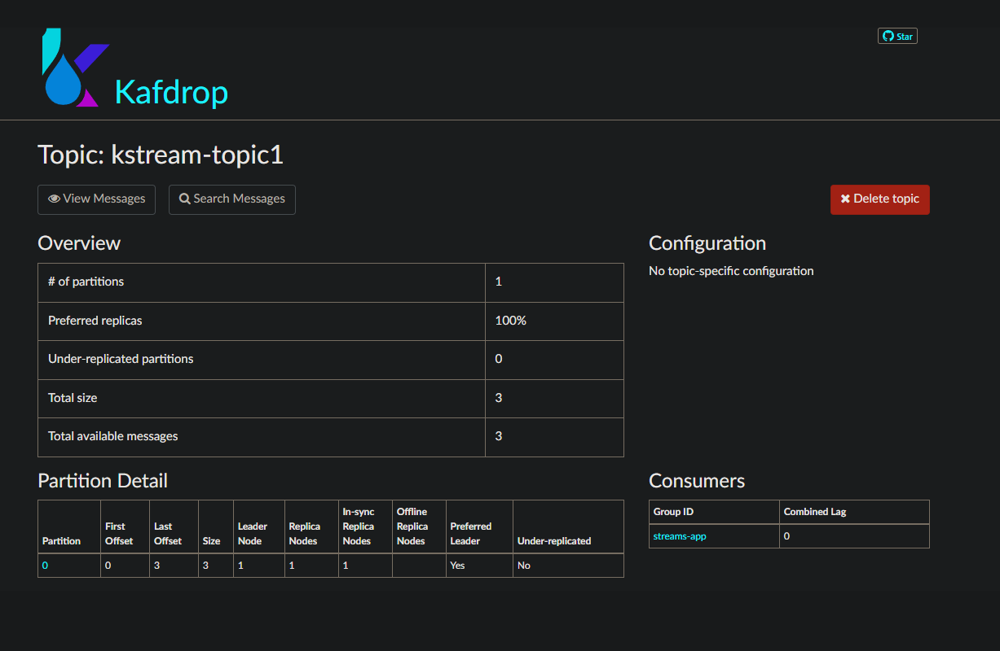 Star
Kafdrop
Topic: kstream-topic1
View Messages
Search Messages
Delete topic
Overview
# of partitions 1
Preferred replicas 100%
Under-replicated partitions 0
Total size 3
Total available messages 3
Configuration
No topic-specific configuration
Partition Detail
Partition First Offset Last Offset Size Leader Node Replica Nodes In-sync Replica Nodes Offline Replica Nodes Preferred Leader Under-replicated
0 0 3 3 1 1 1 Yes No
Consumers
Group ID Combined Lag
streams-app 0